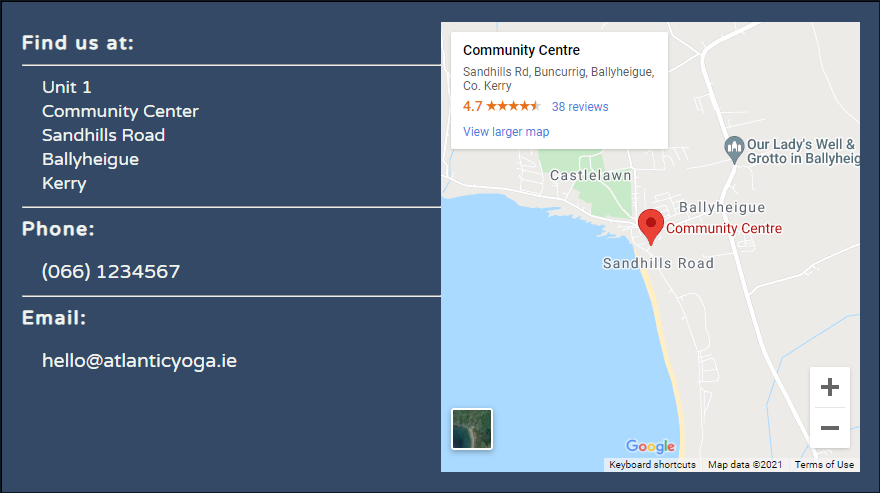 Find us at:
Unit 1
Community Center
Sandhills Road
Ballyheigue
Kerry
Phone:
(066) 1234567
Email:
hello@atlanticyoga.ie
Community Centre
Sandhills Rd, Buncurrig, Ballyheigue,
Co. Kerry
4.7 38 reviews
View larger map
Our Lady's Well &
Grotto in Ballyheig
Castlelawn
Ballyheigue
Community Centre
Sandhills Road
Google
Keyboard shortcuts Map data ©2021 Terms of Use